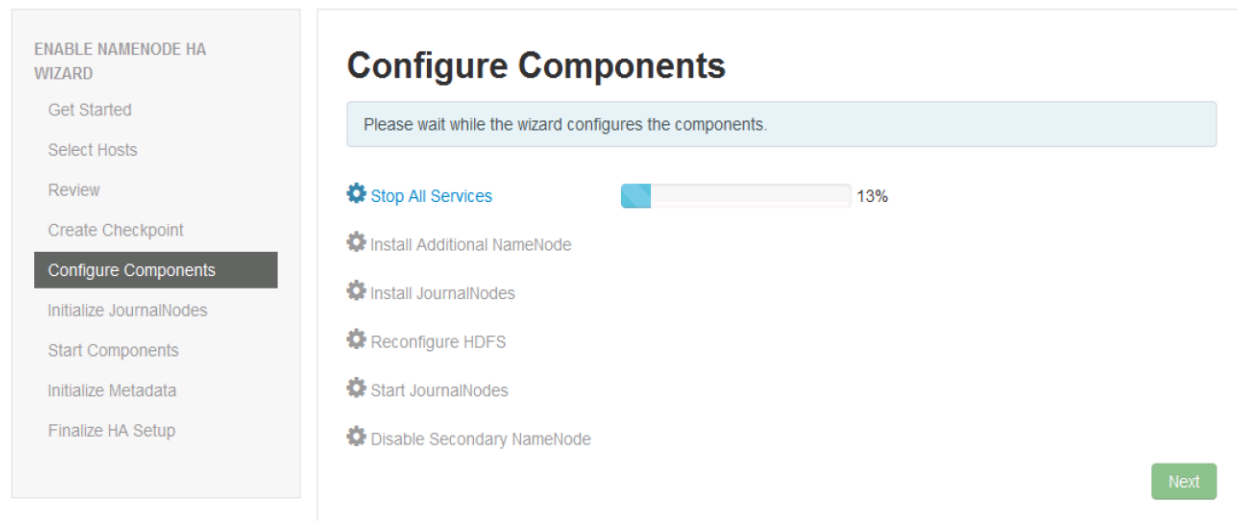 ENABLE NAMENODE HA
WIZARD
Get Started
Select Hosts
Review
Create Checkpoint
Configure Components
Initialize JournalNodes
Start Components
Initialize Metadata
Finalize HA Setup
Configure Components
Please wait while the wizard configures the components.
Stop All Services 13%
Install Additional NameNode
Install JournalNodes
Reconfigure HDFS
Start JournalNodes
Disable Secondary NameNode
Next